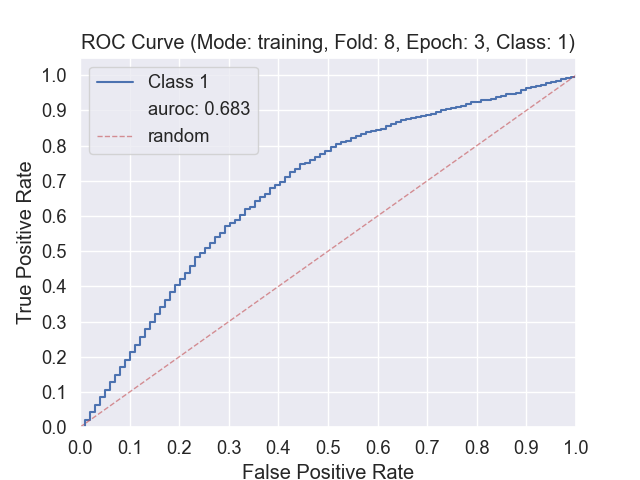 ROC Curve (Mode: training, Fold: 8, Epoch: 3, Class: 1)
Class 1
auroc: 0.683
random
True Positive Rate
1.0
0.9
0.8
0.7
0.6
0.5
0.4
0.3
0.2
0.1
0.0
0.0 0.1 0.2 0.3 0.4 0.5 0.6 0.7 0.8 0.9 1.0
False Positive Rate